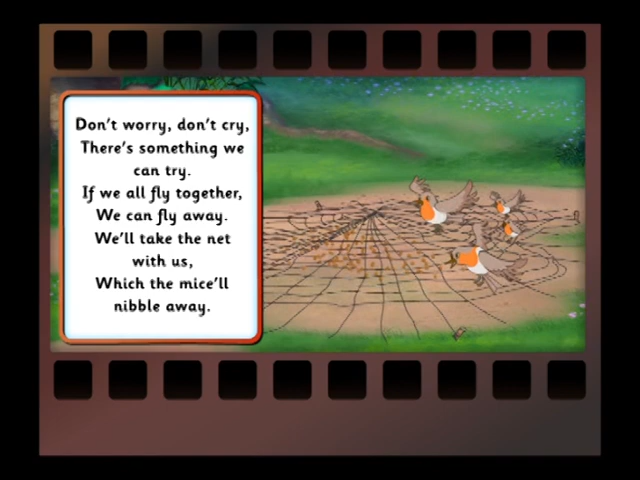 Don't worry, don't cry,
There's something we
can try.
If we all fly together,
We can fly away.
We'll take the net
with us,
Which the mice'll
nibble away.